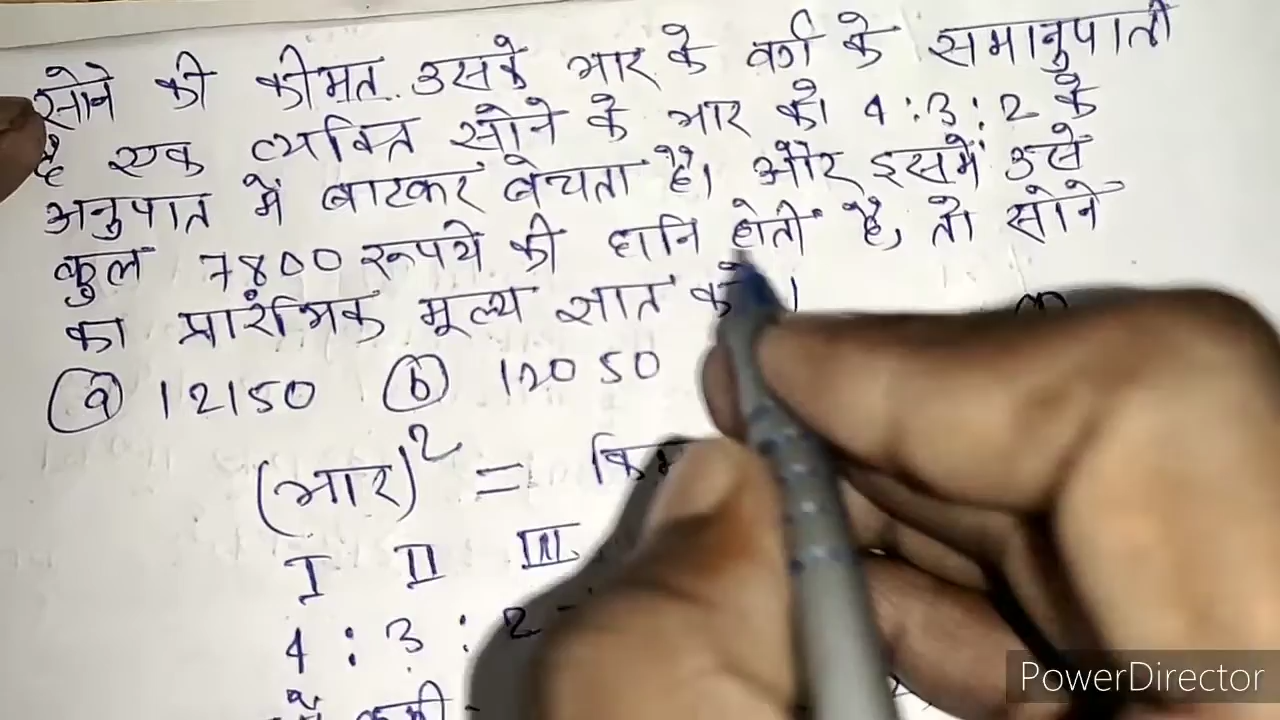 सोने की कीमत उसके भार के वर्ग के समानुपाती
है एक व्यक्ति सोने के भार को 4:3:2 के
अनुपात में बाटकर बेचता है। और इसमें उसे
कुल 7800 रूपये की हानि होती है, तो सोने
का प्रारंभिक मूल्य ज्ञात करे।
(a) 12150 (b) 12050
(भार)² =
I II III
4 : 3 : 2
PowerDirector